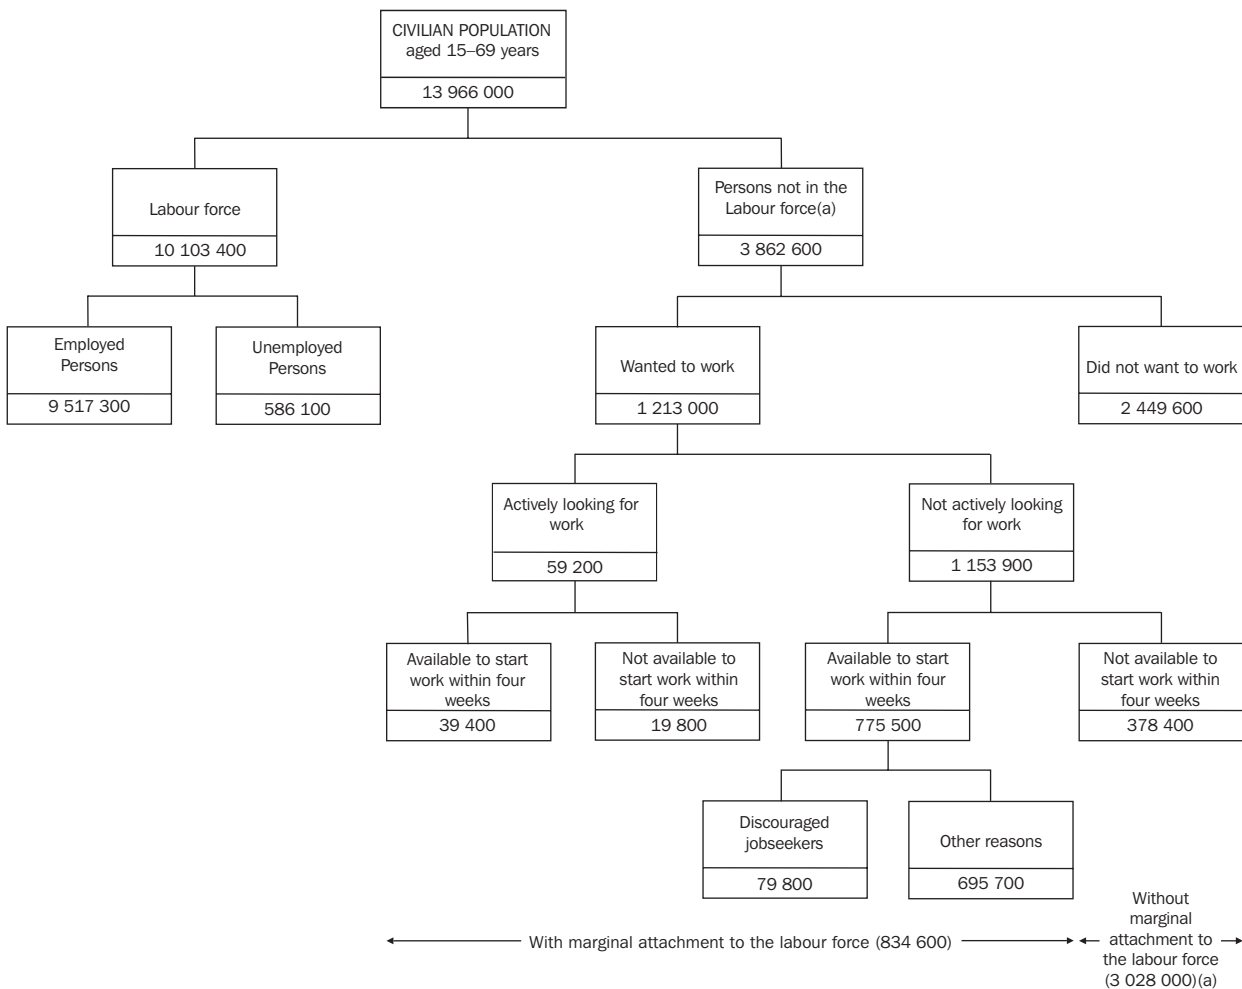 CIVILIAN POPULATION
aged 15–69 years
13 966 000
Labour force
10 103 400
Persons not in the
Labour force(a)
3 862 600
Employed
Persons
9 517 300
Unemployed
Persons
586 100
Wanted to work
1 213 000
Did not want to work
2 449 600
Actively looking for
work
59 200
Not actively looking
for work
1 153 900
Available to start
work within four
weeks
39 400
Not available to
start work within
four weeks
19 800
Available to start
work within four
weeks
775 500
Not available to
start work within
four weeks
378 400
Discouraged
jobseekers
79 800
Other reasons
695 700
With marginal attachment to the labour force (834 600)
Without
marginal
attachment to
the labour force
(3 028 000)(a)